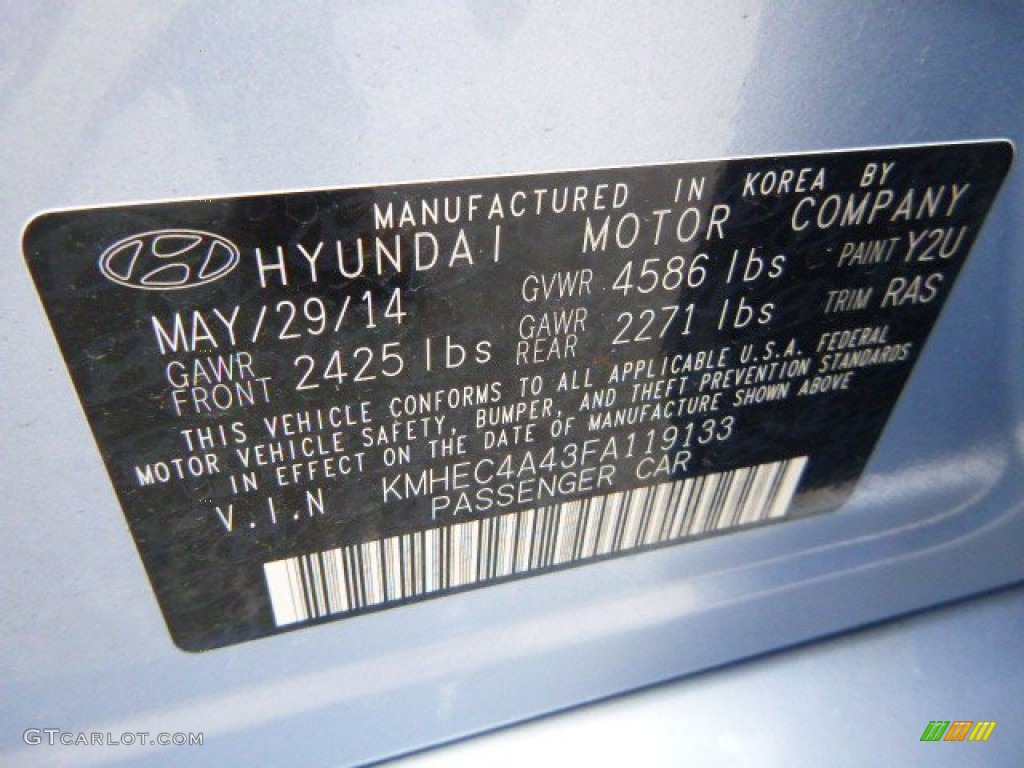 MANUFACTURED IN KOREA BY
HYUNDAI MOTOR COMPANY
MAY/29/14 GVWR 4586 lbs PAINT Y2U
GAWR FRONT 2425 lbs GAWR REAR 2271 lbs TRIM RAS
THIS VEHICLE CONFORMS TO ALL APPLICABLE U.S.A. FEDERAL
MOTOR VEHICLE SAFETY, BUMPER, AND THEFT PREVENTION STANDARDS
IN EFFECT ON THE DATE OF MANUFACTURE SHOWN ABOVE
V.I.N KMHEC4A43FA119133
PASSENGER CAR
GTCARLOT.COM